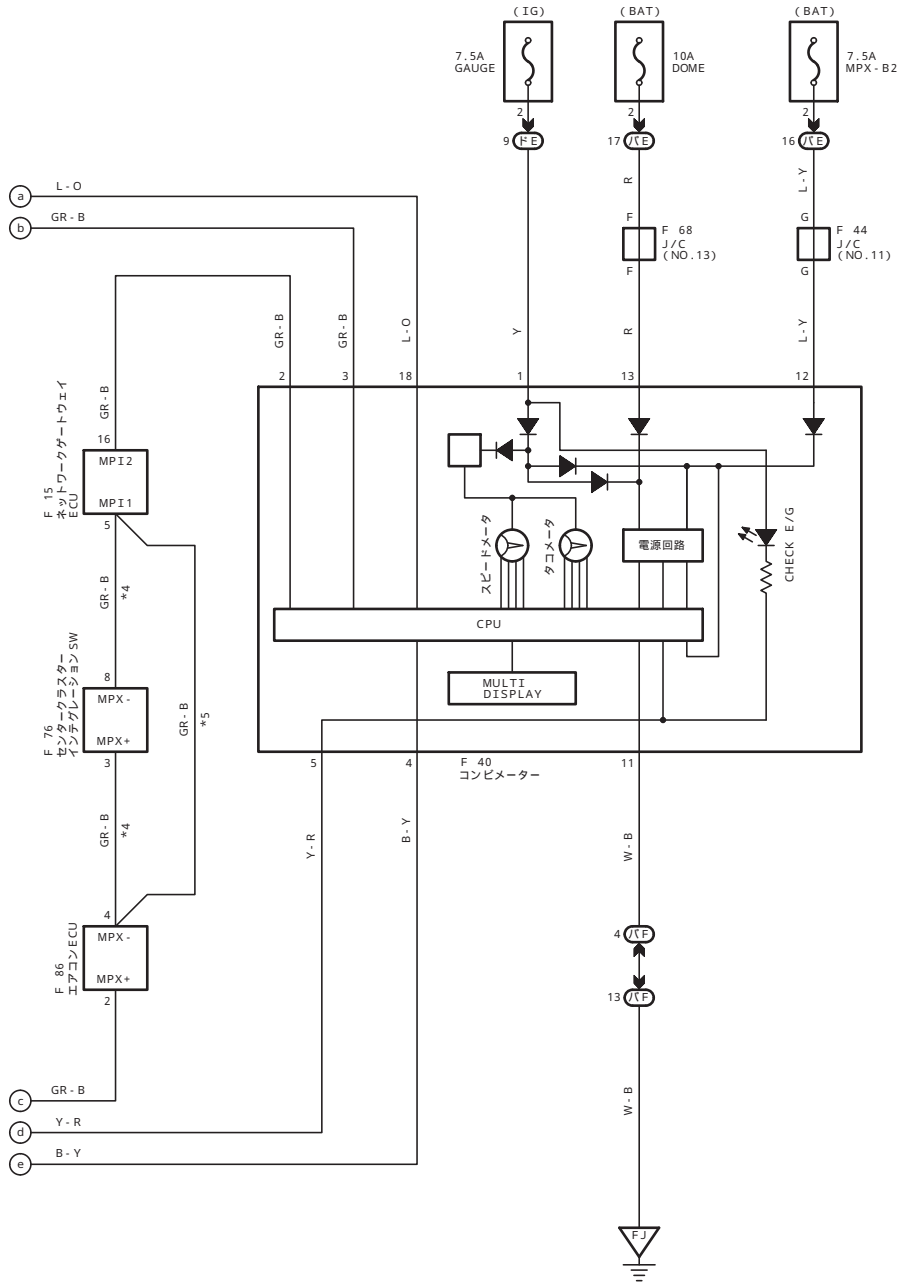 (IG)
(BAT)
(BAT)
7.5A
GAUGE
10A
DOME
7.5A
MPX-B2
2
2
2
9 ドE
17 バE
16 バE
L-O
a
GR-B
b
R
L-Y
F
F 68
J/C
(NO.13)
F
G
F 44
J/C
(NO.11)
G
GR-B
GR-B
L-O
Y
R
L-Y
2
3
18
1
13
12
GR-B
16
MPI2
MPI1
5
F 15
ネットワークゲートウェイ
ECU
スピードメータ
タコメータ
電源回路
CHECK E/G
CPU
MULTI
DISPLAY
GR-B
*4
8
MPX-
MPX+
3
F 76
センタークラスター
インテグレーションSW
GR-B
*5
5
4
F 40
コンビメーター
11
GR-B
*4
Y-R
B-Y
W-B
4
MPX-
MPX+
2
F 86
エアコンECU
4 バF
13 バF
GR-B
c
Y-R
d
B-Y
e
W-B
FJ